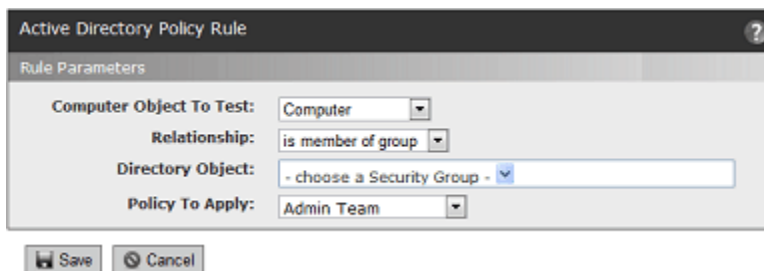 Active Directory Policy Rule ?
Rule Parameters
Computer Object To Test: Computer
Relationship: is member of group
Directory Object: - choose a Security Group -
Policy To Apply: Admin Team
Save Cancel